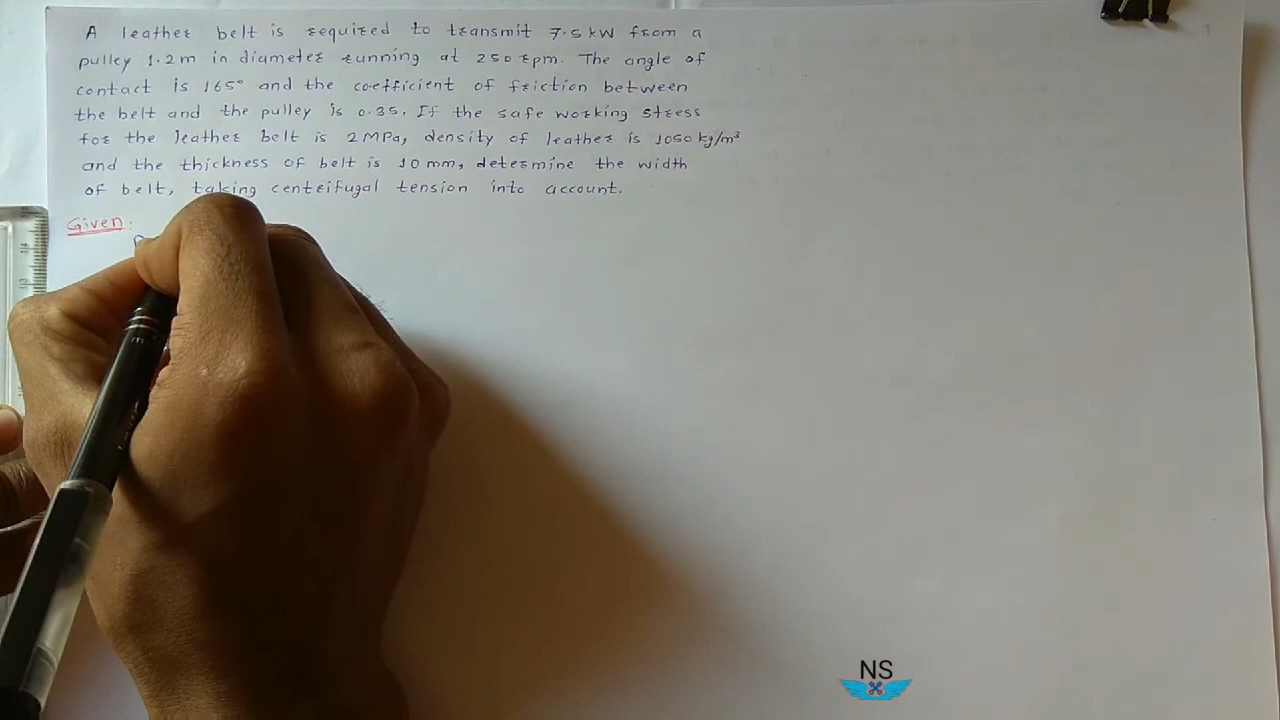 A leather belt is required to transmit 7.5 kW from a
pulley 1.2 m in diameter running at 250 rpm. The angle of
contact is 165° and the coefficient of friction between
the belt and the pulley is 0.35. If the safe working stress
for the leather belt is 2 MPa, density of leather is 1050 kg/m³
and the thickness of belt is 10 mm, determine the width
of belt, taking centrifugal tension into account.
Given:
NS